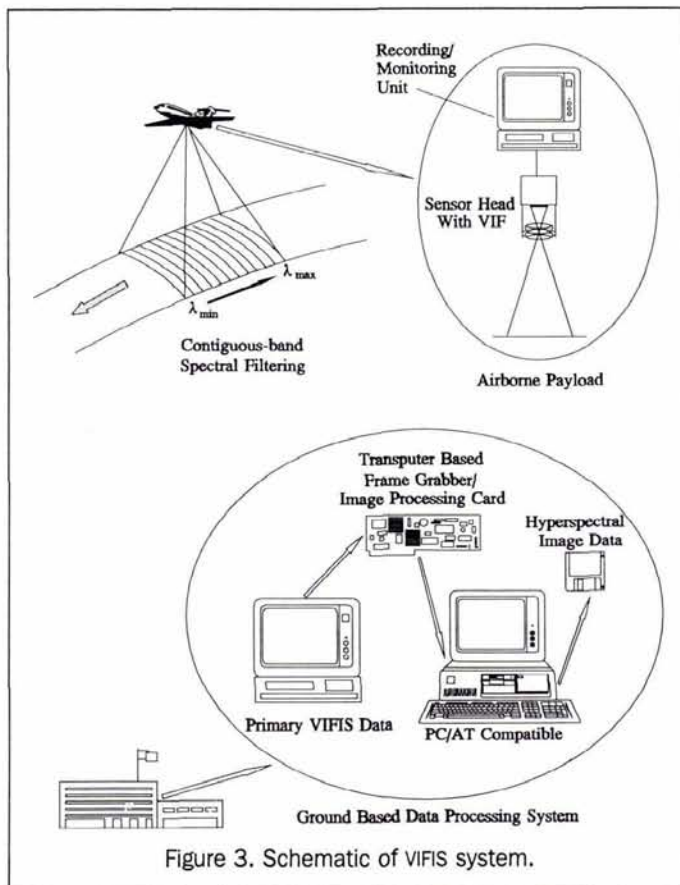 Recording/
Monitoring
Unit
Sensor Head
With VIF
λ max
λ min
Contiguous-band
Spectral Filtering
Airborne Payload
Transputer Based
Frame Grabber/
Image Processing Card
Hyperspectral
Image Data
Primary VIFIS Data
PC/AT Compatible
Ground Based Data Processing System
Figure 3. Schematic of VIFIS system.